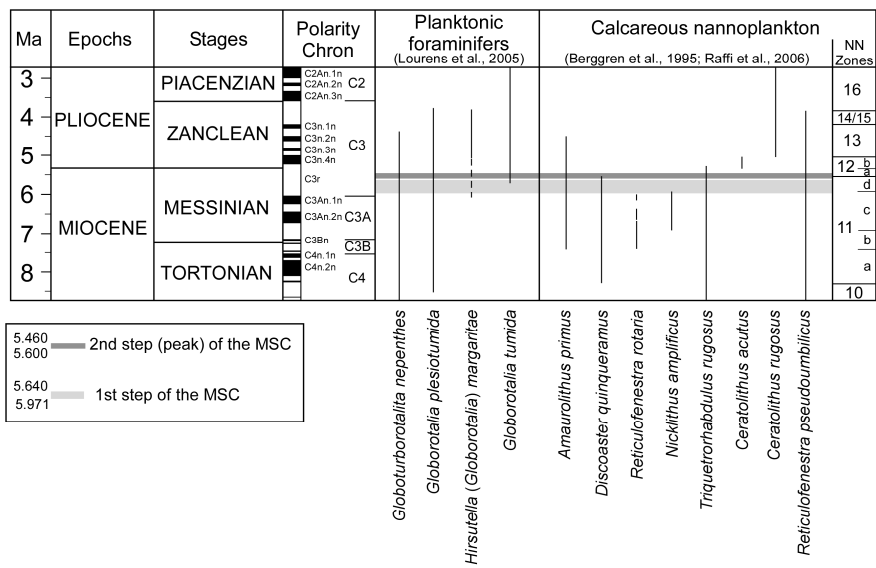 Ma
Epochs
Stages
Polarity
Chron
Planktonic
foraminifers
(Lourens et al., 2005)
Calcareous nannoplankton
(Berggren et al., 1995; Raffi et al., 2006)
NN
Zones
3
4
5
6
7
8
PLIOCENE
MIOCENE
PIACENZIAN
ZANCLEAN
MESSINIAN
TORTONIAN
C2An.1n
C2An.2n
C2An.3n
C3n.1n
C3n.2n
C3n.3n
C3n.4n
C3r
C3An.1n
C3An.2n
C3Bn
C4n.1n
C4n.2n
C2
C3
C3A
C3B
C4
16
14/15
13
12
b
a
d
c
11
b
a
10
Globoturborotalita nepenthes
Globorotalia plesiotumida
Hirsutella (Globorotalia) margaritae
Globorotalia tumida
Amaurolithus primus
Discoaster quinqueramus
Reticulofenestra rotaria
Nicklithus amplificus
Triquetrorhabdulus rugosus
Ceratolithus acutus
Ceratolithus rugosus
Reticulofenestra pseudoumbilicus
5.460
5.600
2nd step (peak) of the MSC
5.640
5.971
1st step of the MSC